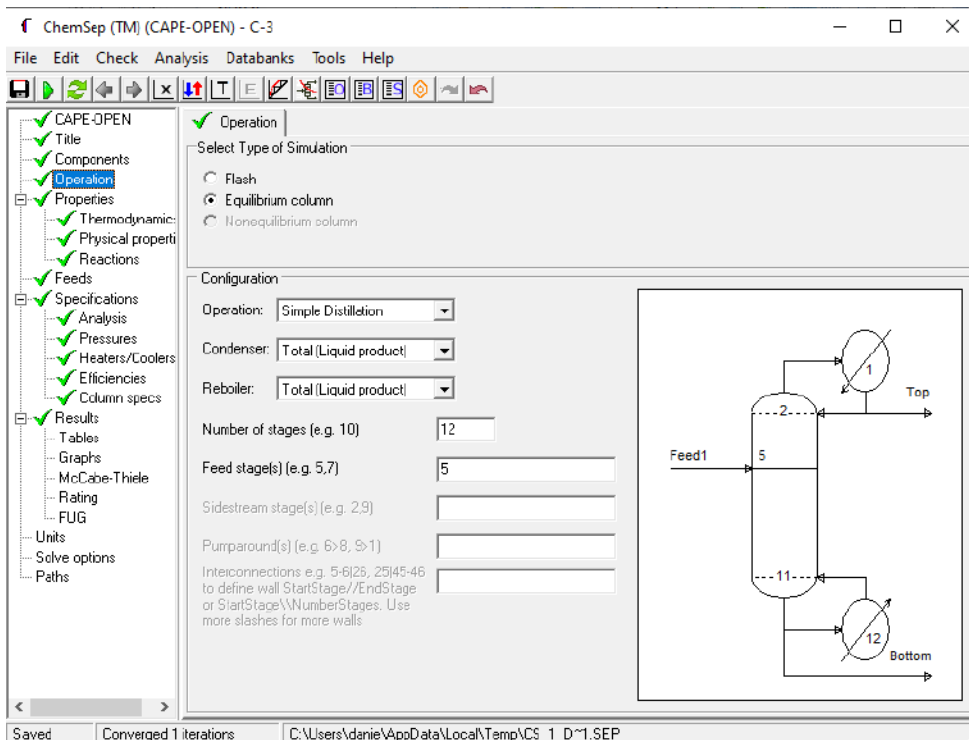 ChemSep (TM) (CAPE-OPEN) - C-3
File Edit Check Analysis Databanks Tools Help
CAPE-OPEN
Title
Components
Operation
Properties
Thermodynamic:
Physical properti
Reactions
Feeds
Specifications
Analysis
Pressures
Heaters/Coolers
Efficiencies
Column specs
Results
Tables
Graphs
McCabe-Thiele
Rating
FUG
Units
Solve options
Paths
Operation
Select Type of Simulation
Flash
Equilibrium column
Nonequilibrium column
Configuration
Operation: Simple Distillation
Condenser: Total (Liquid product)
Reboiler: Total (Liquid product)
Number of stages (e.g. 10) 12
Feed stage(s) (e.g. 5,7) 5
Sidestream stage(s) (e.g. 2,9)
Pumparound(s) (e.g. 6>8, 9>1)
Interconnections e.g. 5-6|26, 25|45-46
to define wall StartStage//EndStage
or StartStage\\NumberStages. Use
more slashes for more walls
1
Top
2
Feed1
5
11
12
Bottom
Saved Converged 1 iterations C:\Users\danie\AppData\Local\Temp\CS_1_D~1.SEP